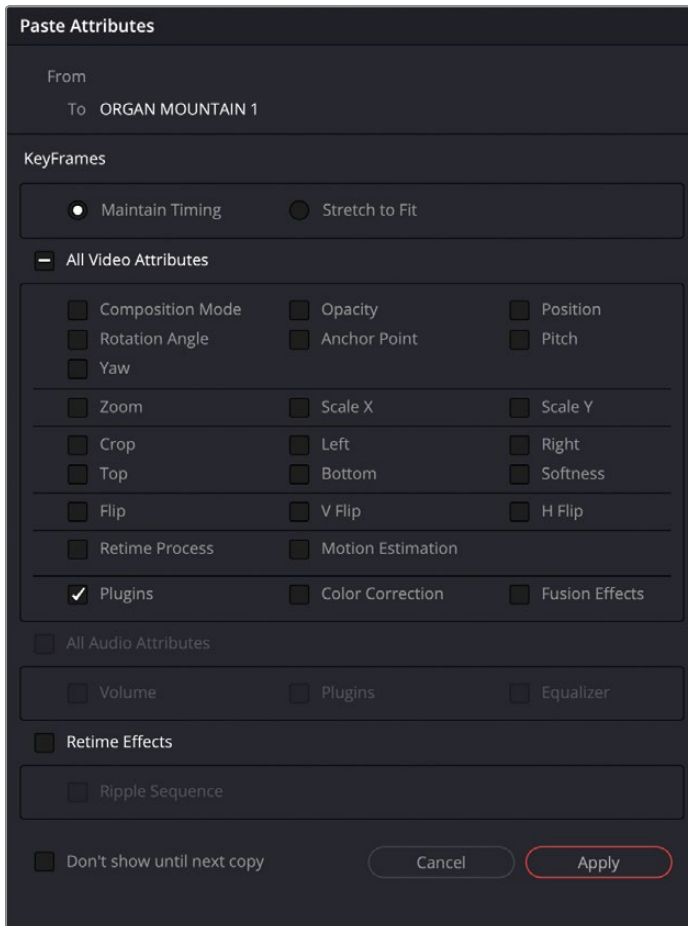 Paste Attributes
From
To ORGAN MOUNTAIN 1
KeyFrames
Maintain Timing Stretch to Fit
All Video Attributes
Composition Mode Opacity Position
Rotation Angle Anchor Point Pitch
Yaw
Zoom Scale X Scale Y
Crop Left Right
Top Bottom Softness
Flip V Flip H Flip
Retime Process Motion Estimation
Plugins Color Correction Fusion Effects
All Audio Attributes
Volume Plugins Equalizer
Retime Effects
Ripple Sequence
Don't show until next copy Cancel Apply